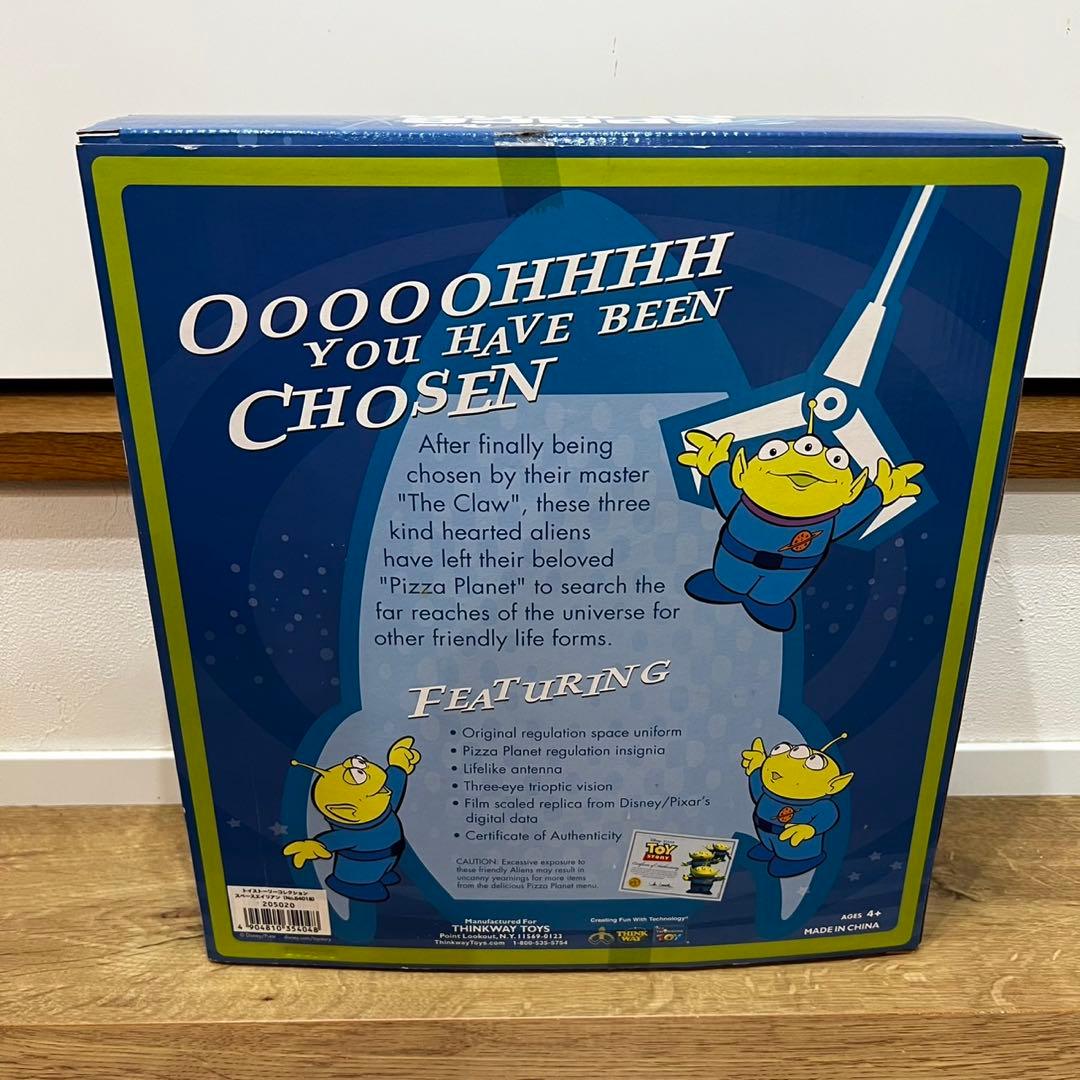 OOOOOHHHH
YOU HAVE BEEN
CHOSEN
After finally being
chosen by their master
"The Claw", these three
kind hearted aliens
have left their beloved
"Pizza Planet" to search the
far reaches of the universe for
other friendly life forms.
FEATURING
• Original regulation space uniform
• Pizza Planet regulation insignia
• Lifelike antenna
• Three-eye trioptic vision
• Film scaled replica from Disney/Pixar's
digital data
• Certificate of Authenticity
TOY
STORY
CAUTION: Excessive exposure to
these friendly Aliens may result in
uncanny yearnings for more items
from the delicious Pizza Planet menu.
トイストーリーコレクション
スペースエイリアン (No.64018)
205020
4 904810 354048
Manufactured For
THINKWAY TOYS
Point Lookout, N.Y. 11569-0123
ThinkwayToys.com 1-800-535-5754
Creating Fun With Technology
THINK
WAY
TOY
AGES 4+
MADE IN CHINA